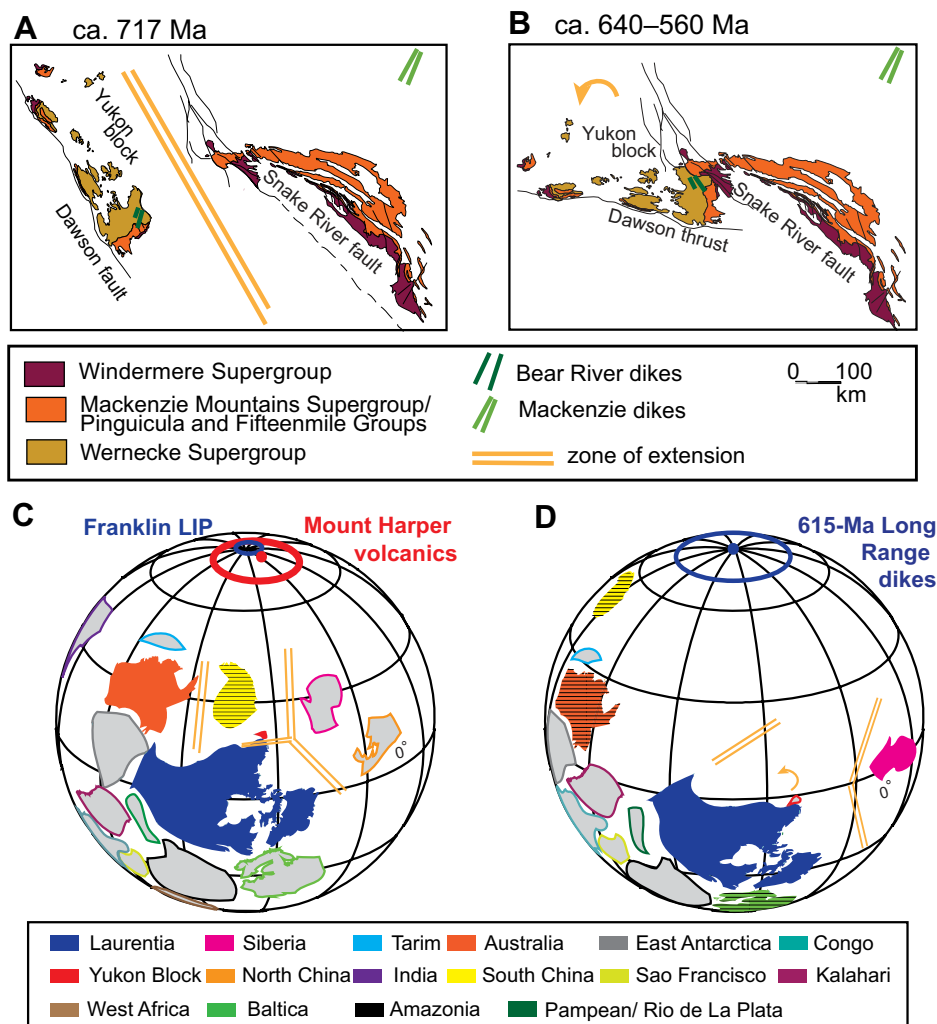 A ca. 717 Ma
Yukon
block
Dawson fault
Snake River fault
B ca. 640–560 Ma
Yukon
block
Dawson thrust
Snake River fault
Windermere Supergroup
Mackenzie Mountains Supergroup/
Pinguicula and Fifteenmile Groups
Wernecke Supergroup
Bear River dikes
Mackenzie dikes
zone of extension
0 100
km
C
Franklin LIP
Mount Harper
volcanics
0°
D
615-Ma Long
Range
dikes
0°
Laurentia Siberia Tarim Australia East Antarctica Congo
Yukon Block North China India South China Sao Francisco Kalahari
West Africa Baltica Amazonia Pampean/ Rio de La Plata